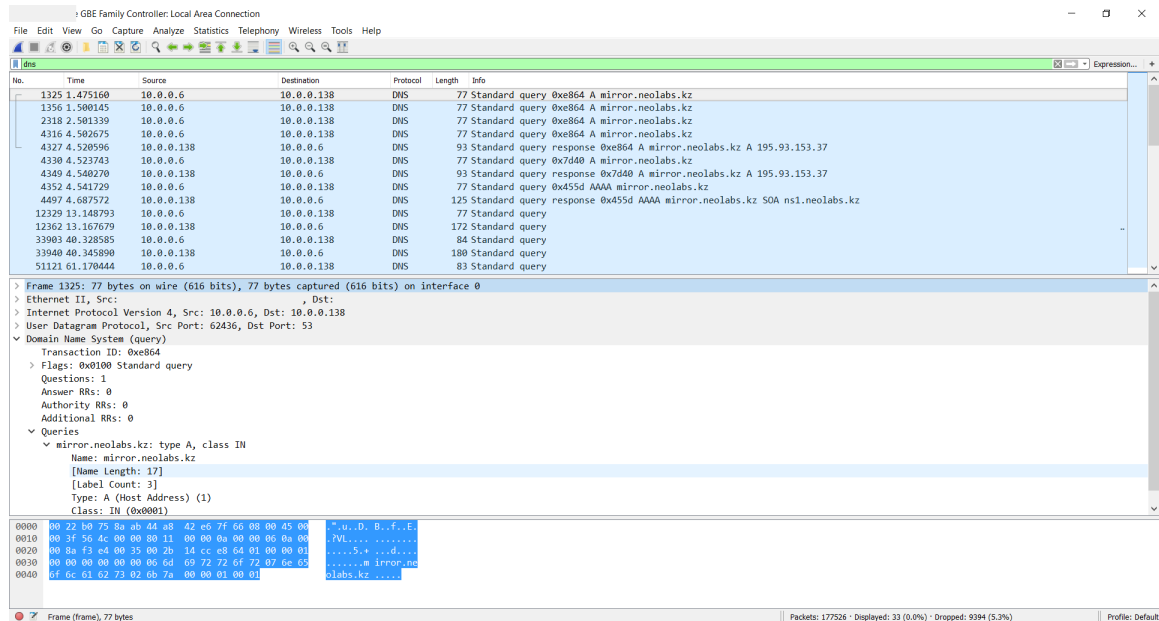 GBE Family Controller: Local Area Connection
File Edit View Go Capture Analyze Statistics Telephony Wireless Tools Help
dns Expression... +
No. Time Source Destination Protocol Length Info
1325 1.475160 10.0.0.6 10.0.0.138 DNS 77 Standard query 0xe864 A mirror.neolabs.kz
1356 1.500145 10.0.0.6 10.0.0.138 DNS 77 Standard query 0xe864 A mirror.neolabs.kz
2318 2.501339 10.0.0.6 10.0.0.138 DNS 77 Standard query 0xe864 A mirror.neolabs.kz
4316 4.502675 10.0.0.6 10.0.0.138 DNS 77 Standard query 0xe864 A mirror.neolabs.kz
4327 4.520596 10.0.0.138 10.0.0.6 DNS 93 Standard query response 0xe864 A mirror.neolabs.kz A 195.93.153.37
4330 4.523743 10.0.0.6 10.0.0.138 DNS 77 Standard query 0x7d40 A mirror.neolabs.kz
4349 4.540270 10.0.0.138 10.0.0.6 DNS 93 Standard query response 0x7d40 A mirror.neolabs.kz A 195.93.153.37
4352 4.541729 10.0.0.6 10.0.0.138 DNS 77 Standard query 0x455d AAAA mirror.neolabs.kz
4497 4.687572 10.0.0.138 10.0.0.6 DNS 125 Standard query response 0x455d AAAA mirror.neolabs.kz SOA ns1.neolabs.kz
12329 13.148793 10.0.0.6 10.0.0.138 DNS 77 Standard query
12362 13.167679 10.0.0.138 10.0.0.6 DNS 172 Standard query ..
33903 40.328585 10.0.0.6 10.0.0.138 DNS 84 Standard query
33940 40.345890 10.0.0.138 10.0.0.6 DNS 180 Standard query
51121 61.170444 10.0.0.6 10.0.0.138 DNS 83 Standard query
> Frame 1325: 77 bytes on wire (616 bits), 77 bytes captured (616 bits) on interface 0
> Ethernet II, Src: , Dst:
> Internet Protocol Version 4, Src: 10.0.0.6, Dst: 10.0.0.138
> User Datagram Protocol, Src Port: 62436, Dst Port: 53
Domain Name System (query)
Transaction ID: 0xe864
> Flags: 0x0100 Standard query
Questions: 1
Answer RRs: 0
Authority RRs: 0
Additional RRs: 0
Queries
mirror.neolabs.kz: type A, class IN
Name: mirror.neolabs.kz
[Name Length: 17]
[Label Count: 3]
Type: A (Host Address) (1)
Class: IN (0x0001)
0000 00 22 b0 75 8a ab 44 a8 42 e6 7f 66 08 00 45 00 .".u..D. B..f..E.
0010 00 3f 56 4c 00 00 80 11 00 00 0a 00 00 06 0a 00 .?VL.... ........
0020 00 8a f3 e4 00 35 00 2b 14 cc e8 64 01 00 00 01 .....5.+ ...d....
0030 00 00 00 00 00 00 06 6d 69 72 72 6f 72 07 6e 65 .......m irror.ne
0040 6f 6c 61 62 73 02 6b 7a 00 00 01 00 01 olabs.kz .....
Frame (frame), 77 bytes Packets: 177526 · Displayed: 33 (0.0%) · Dropped: 9394 (5.3%) Profile: Default